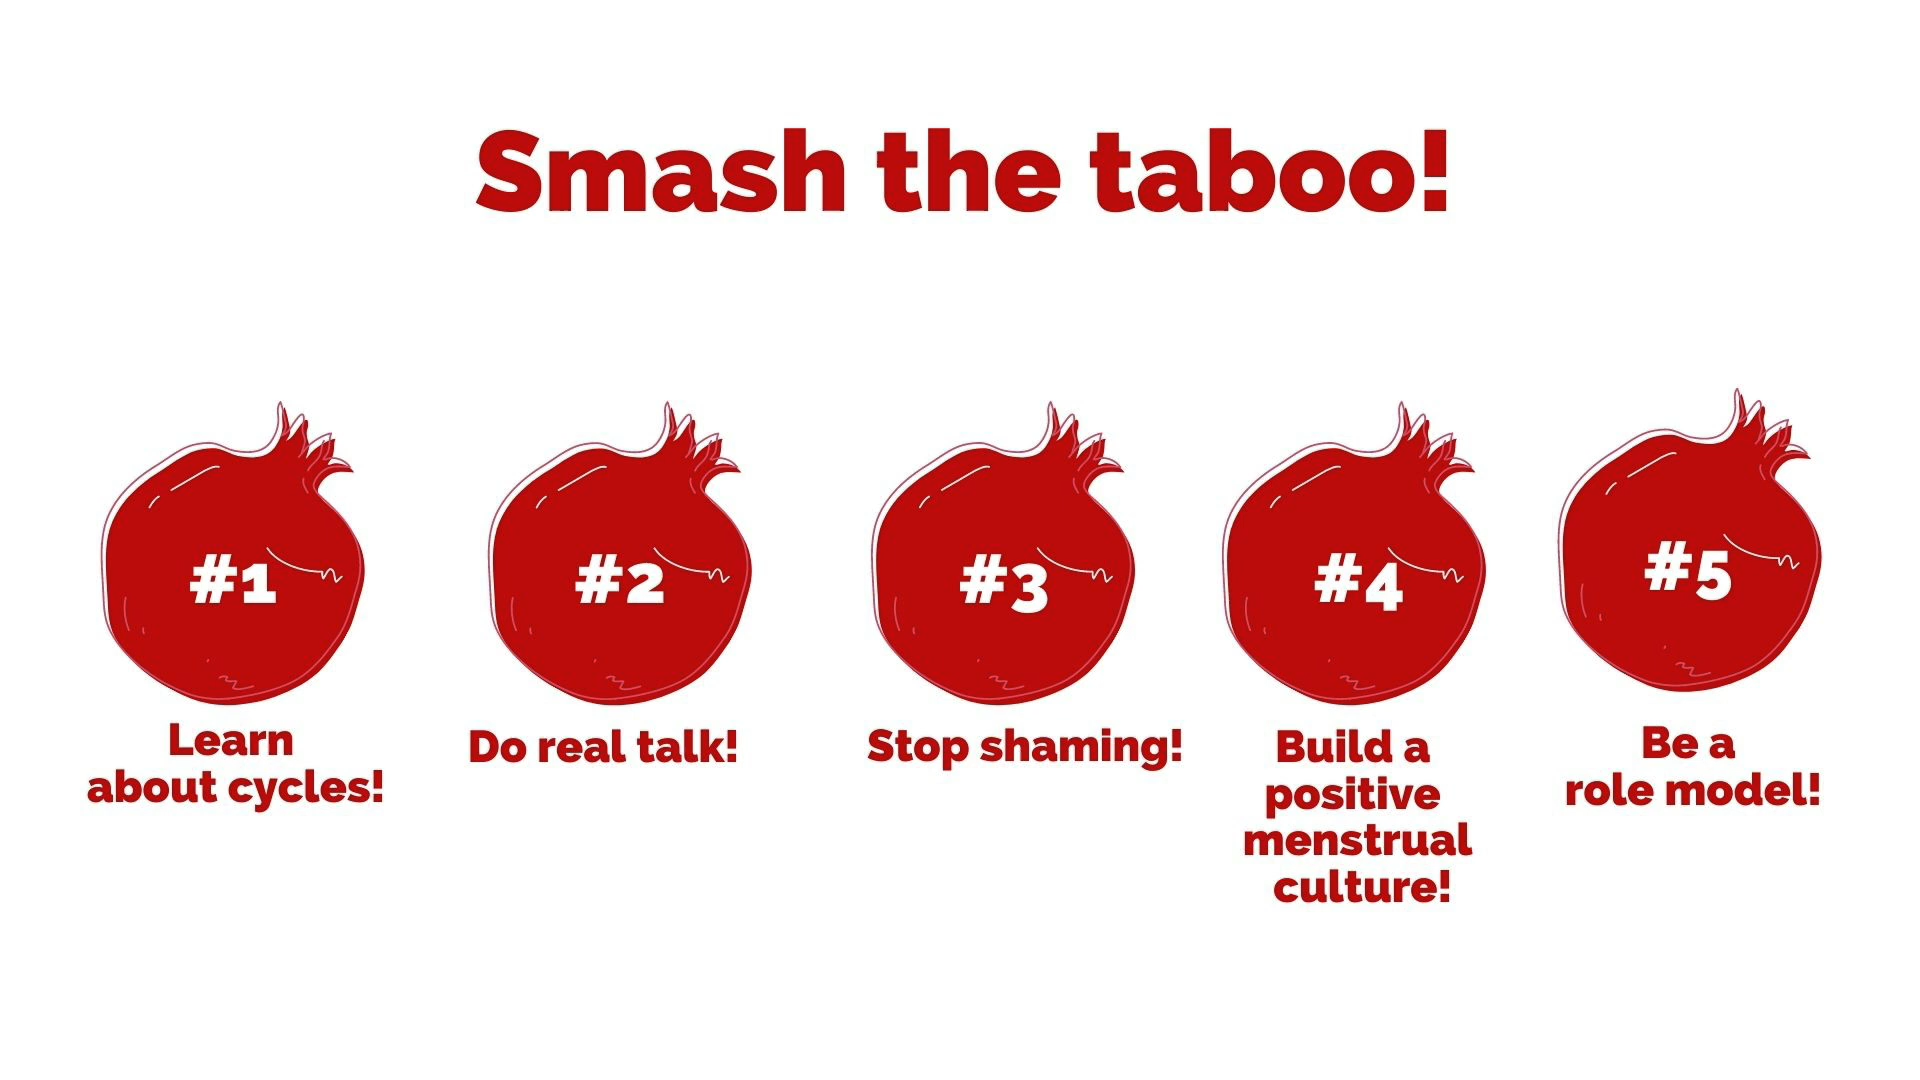 Smash the taboo!
#1
Learn
about cycles!
#2
Do real talk!
#3
Stop shaming!
#4
Build a
positive
menstrual
culture!
#5
Be a
role model!